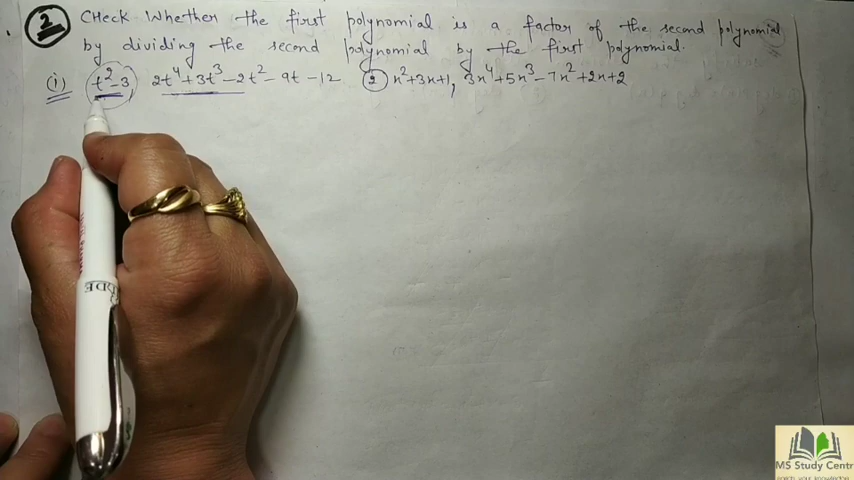 2 CHeck Whether the first polynomial is a factor of the second polynomial
by dividing the second polynomial by the first polynomial.
(i) t²-3, 2t⁴+3t³-2t²-9t-12 2 x²+3x+1, 3x⁴+5x³-7x²+2x+2
DDE
MS Study Centr